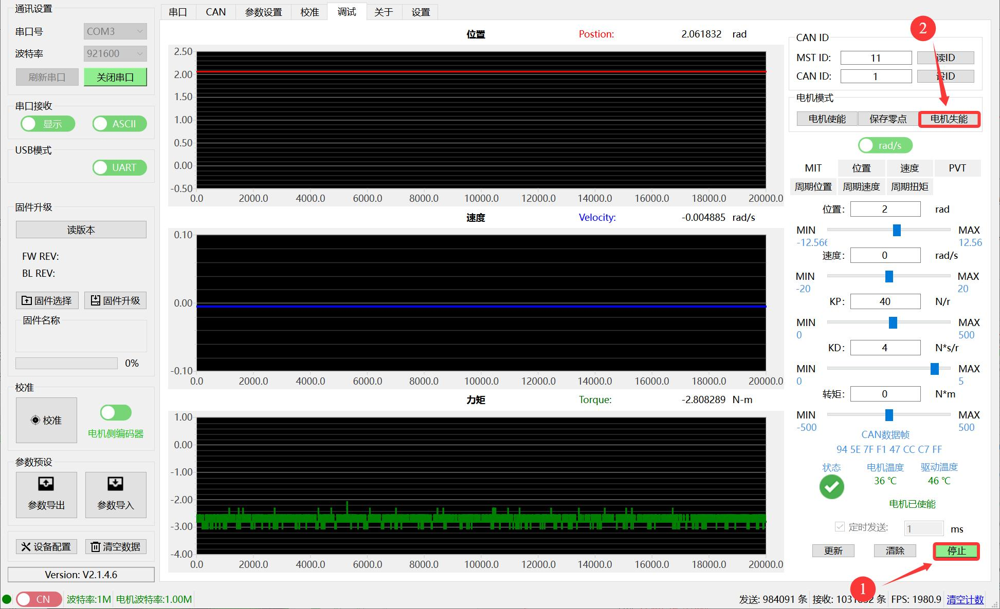 通讯设置
串口号 COM3
波特率 921600
刷新串口 关闭串口
串口接收
显示 ASCII
USB模式
UART
固件升级
读版本
FW REV:
BL REV:
固件选择 固件升级
固件名称
0%
校准
校准
电机侧编码器
参数预设
参数导出 参数导入
设备配置 清空数据
Version: V2.1.4.6
串口 CAN 参数设置 校准 调试 关于 设置
位置 Postion: 2.061832 rad
2.50
2.00
1.50
1.00
0.50
0.00
-0.50
0.0 2000.0 4000.0 6000.0 8000.0 10000.0 12000.0 14000.0 16000.0 18000.0 20000.0
速度 Velocity: -0.004885 rad/s
0.10
0.00
-0.10
0.0 2000.0 4000.0 6000.0 8000.0 10000.0 12000.0 14000.0 16000.0 18000.0 20000.0
力矩 Torque: -2.808289 N-m
1.00
0.00
-1.00
-2.00
-3.00
-4.00
0.0 2000.0 4000.0 6000.0 8000.0 10000.0 12000.0 14000.0 16000.0 18000.0 20000.0
2
CAN ID
MST ID: 11 读ID
CAN ID: 1 设ID
电机模式
电机使能 保存零点 电机失能
rad/s
MIT 位置 速度 PVT
周期位置 周期速度 周期扭矩
位置: 2 rad
MIN MAX
-12.566 12.56
速度: 0 rad/s
MIN MAX
-20 20
KP: 40 N/r
MIN MAX
0 500
KD: 4 N*s/r
MIN MAX
0 5
转矩: 0 N*m
MIN MAX
-500 500
CAN数据帧
94 5E 7F F1 47 CC C7 FF
状态 电机温度 驱动温度
36 ℃ 46 ℃
电机已使能
定时发送: 1 ms
更新 清除 停止
1
CN 波特率:1M 电机波特率:1.00M
发送: 984091 条 接收: 条 FPS: 1980.9 清空计数